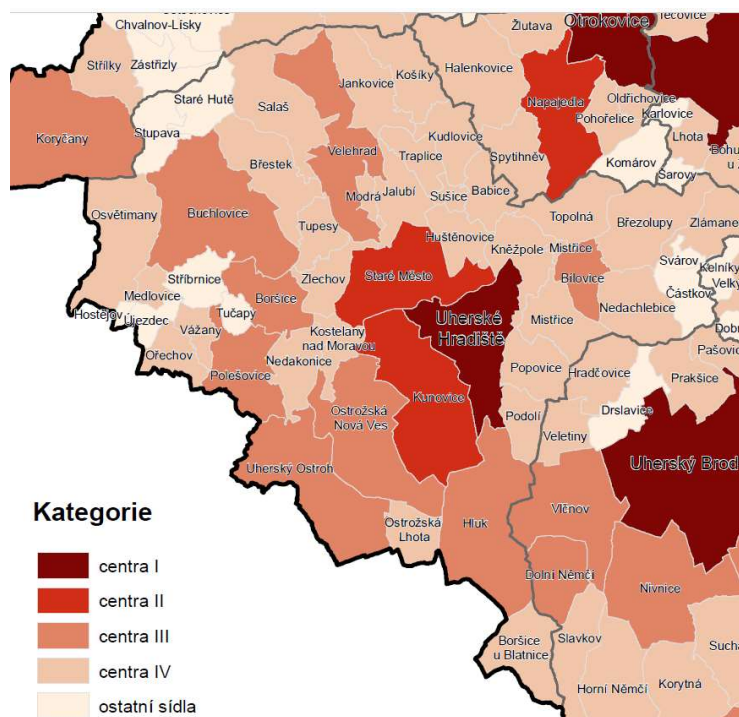 Chvalnov-Lísky
Střílky
Zástřizly
Staré Hutě
Koryčany
Stupava
Salaš
Jankovice
Košíky
Halenkovice
Žlutava
Otrokovice
Tečovice
Napajedla
Oldřichovice
Pohořelice
Karlovice
Lhota
Komárov
Šarovy
Spytihněv
Kudlovice
Traplice
Velehrad
Břestek
Modrá
Jalubí
Sušice
Babice
Osvětimany
Buchlovice
Tupesy
Huštěnovice
Kněžpole
Topolná
Březolupy
Zlámanec
Mistřice
Bílovice
Svárov
Kelníky
Částkov
Nedachlebice
Stříbrnice
Zlechov
Staré Město
Medlovice
Boršice
Hostějov
Újezdec
Tučapy
Vážany
Kostelany
nad Moravou
Uherské
Hradiště
Mistřice
Ořechov
Nedakonice
Polešovice
Popovice
Hradčovice
Prakšice
Pašovice
Ostrožská
Nová Ves
Kunovice
Podolí
Drslavice
Veletiny
Uherský Brod
Uherský Ostroh
Vlčnov
Ostrožská
Lhota
Hluk
Dolní Němčí
Nivnice
Boršice
u Blatnice
Slavkov
Horní Němčí
Korytná
Kategorie
centra I
centra II
centra III
centra IV
ostatní sídla